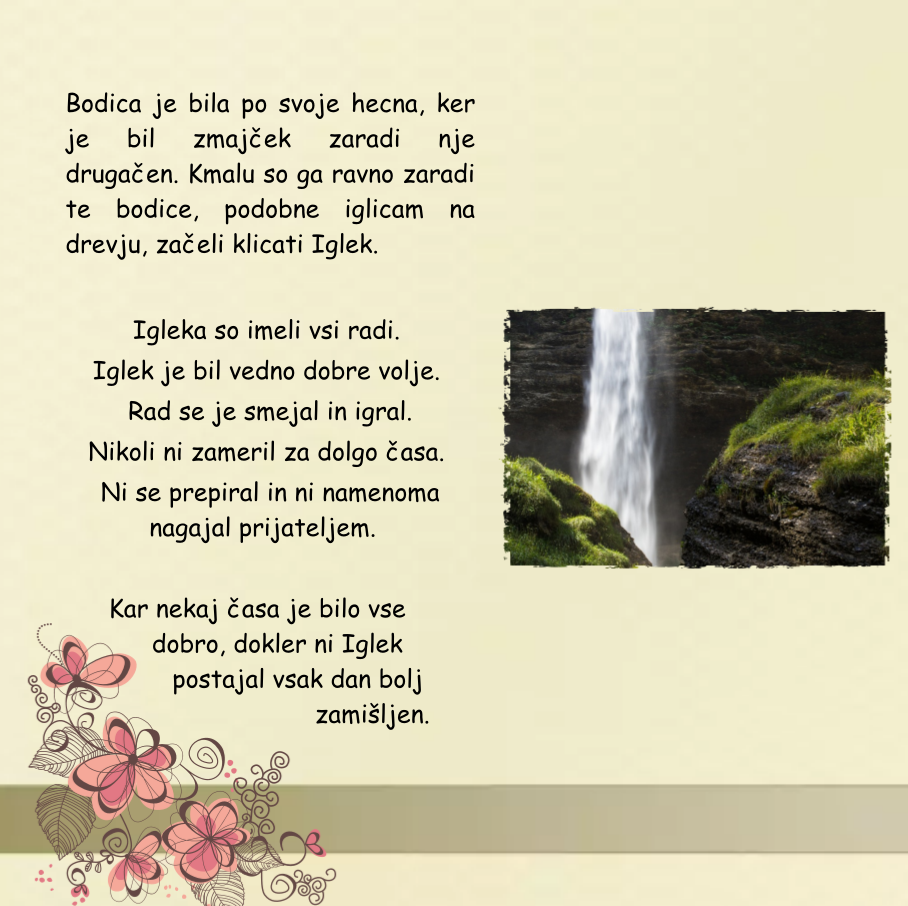 Bodica je bila po svoje hecna, ker
je bil zmajček zaradi nje
drugačen. Kmalu so ga ravno zaradi
te bodice, podobne iglicam na
drevju, začeli klicati Iglek.
Igleka so imeli vsi radi.
Iglek je bil vedno dobre volje.
Rad se je smejal in igral.
Nikoli ni zameril za dolgo časa.
Ni se prepiral in ni namenoma
nagajal prijateljem.
Kar nekaj časa je bilo vse
dobro, dokler ni Iglek
postajal vsak dan bolj
zamišljen.